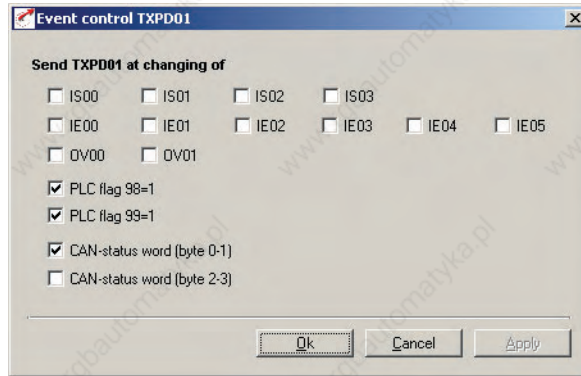 Event control TXPD01
Send TXPD01 at changing of
IS00 IS01 IS02 IS03
IE00 IE01 IE02 IE03 IE04 IE05
OV00 OV01
PLC flag 98=1
PLC flag 99=1
CAN-status word (byte 0-1)
CAN-status word (byte 2-3)
Ok Cancel Apply